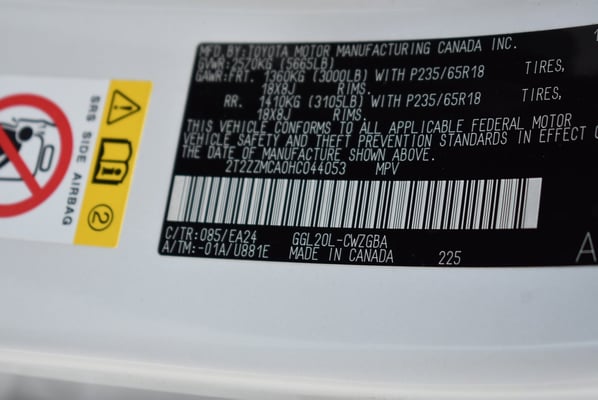 MFD.BY:TOYOTA MOTOR MANUFACTURING CANADA INC.
GVWR:2570KG(5665LB)
GAWR:FRT. 1360KG(3000LB)WITH P235/65R18 TIRES,
18X8J RIMS.
RR. 1410KG(3105LB)WITH P235/65R18 TIRES,
18X8J RIMS.
THIS VEHICLE CONFORMS TO ALL APPLICABLE FEDERAL MOTOR
VEHICLE SAFETY AND THEFT PREVENTION STANDARDS IN EFFECT
THE DATE OF MANUFACTURE SHOWN ABOVE.
2T2ZZMCA0HC044053 MPV
C/TR:085/EA24 GGL20L-CWZGBA
A/TM:-01A/U881E MADE IN CANADA 225
A
SRS SIDE AIRBAG
2